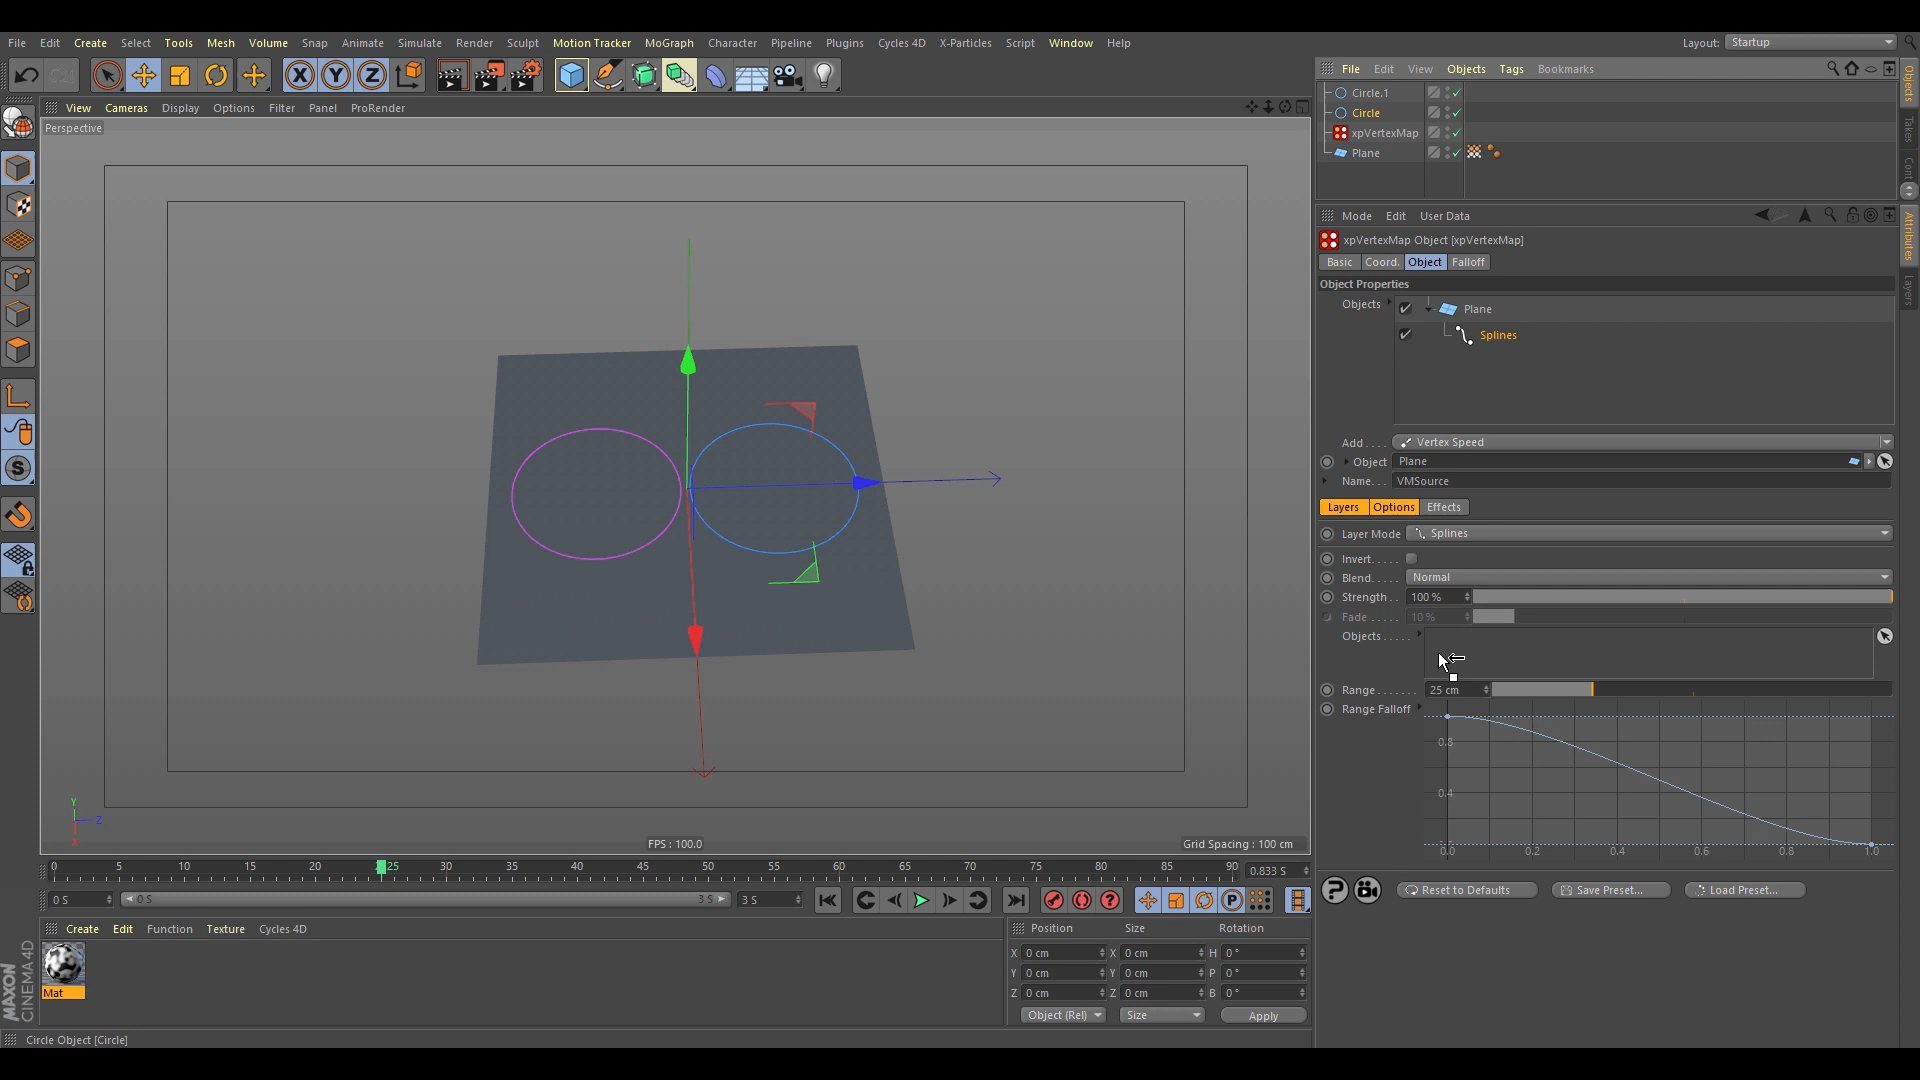 File Edit Create Select Tools Mesh Volume Snap Animate Simulate Render Sculpt Motion Tracker MoGraph Character Pipeline Plugins Cycles 4D X-Particles Script Window Help Layout: Startup
X Y Z
File Edit View Objects Tags Bookmarks
View Cameras Display Options Filter Panel ProRender
Perspective
Circle.1
Circle
xpVertexMap
Plane
Objects
Takes
Cont
Mode Edit User Data
xpVertexMap Object [xpVertexMap]
Basic Coord. Object Falloff
Object Properties
Objects
Plane
Splines
Attributes
Layers
Add . . . . Vertex Speed
Object Plane
Name. . . VMSource
Layers Options Effects
Layer Mode Splines
Invert. . . . .
Blend. . . . . Normal
Strength . . 100 %
Fade . . . . . 10 %
Objects . . . . .
Range . . . . . . . 25 cm
Range Falloff
0.8
0.4
0.0 0.2 0.4 0.6 0.8 1.0
Reset to Defaults Save Preset... Load Preset...
S
Y
Z
X
FPS : 100.0
Grid Spacing : 100 cm
0 5 10 15 20 25 30 35 40 45 50 55 60 65 70 75 80 85 90 0.833 S
0 S 0 S 3 S 3 S
P
Create Edit Function Texture Cycles 4D
Mat
Position Size Rotation
X 0 cm X 0 cm H 0 °
Y 0 cm Y 0 cm P 0 °
Z 0 cm Z 0 cm B 0 °
Object (Rel) Size Apply
MAXON
CINEMA 4D
Circle Object [Circle]